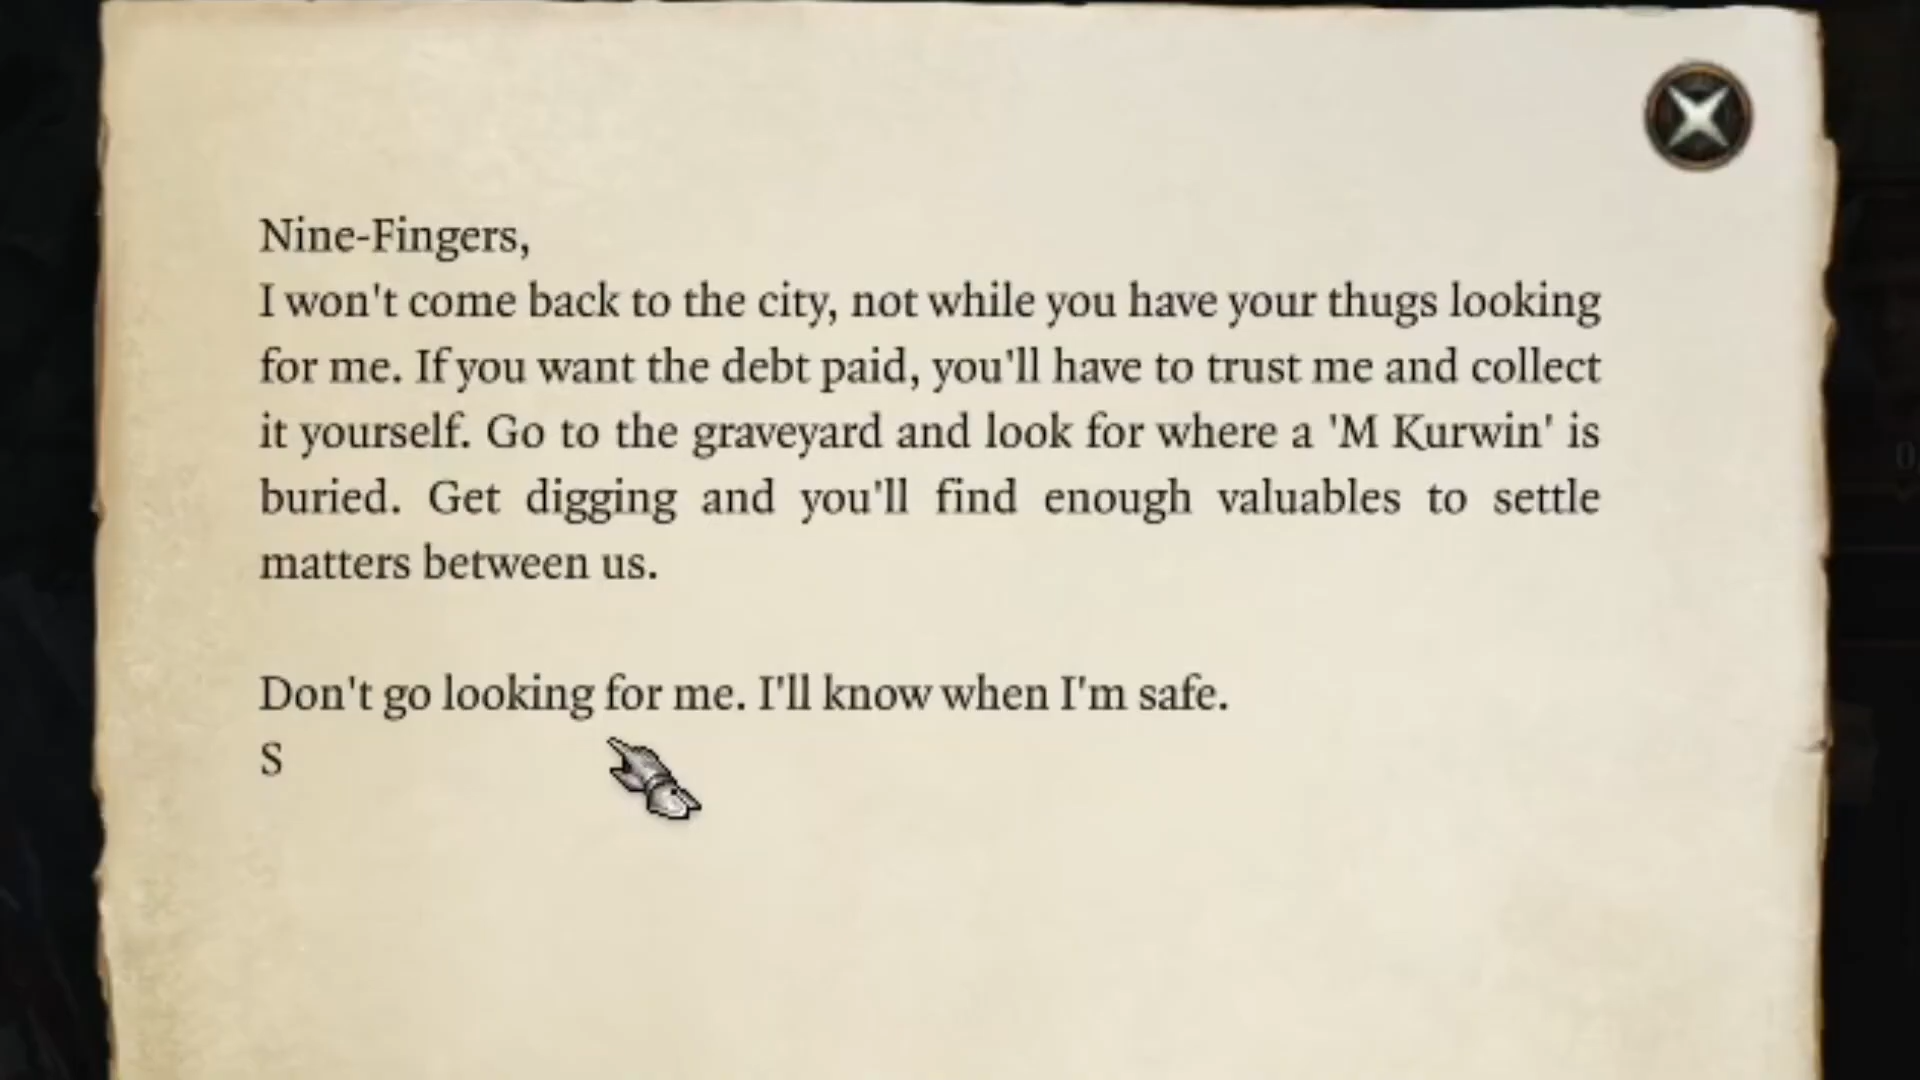 Nine-Fingers,
I won't come back to the city, not while you have your thugs looking
for me. If you want the debt paid, you'll have to trust me and collect
it yourself. Go to the graveyard and look for where a 'M Kurwin' is
buried. Get digging and you'll find enough valuables to settle
matters between us.
Don't go looking for me. I'll know when I'm safe.
S